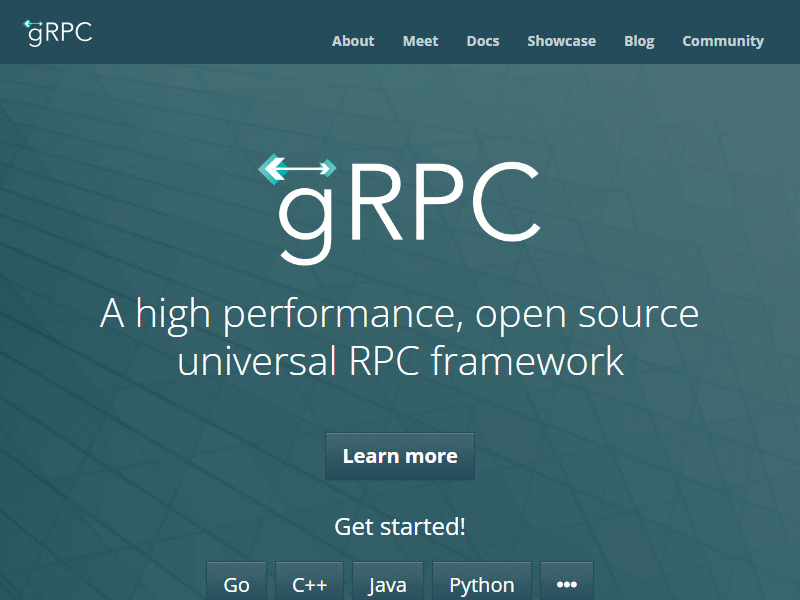 gRPC
About Meet Docs Showcase Blog Community
gRPC
A high performance, open source
universal RPC framework
Learn more
Get started!
Go C++ Java Python •••